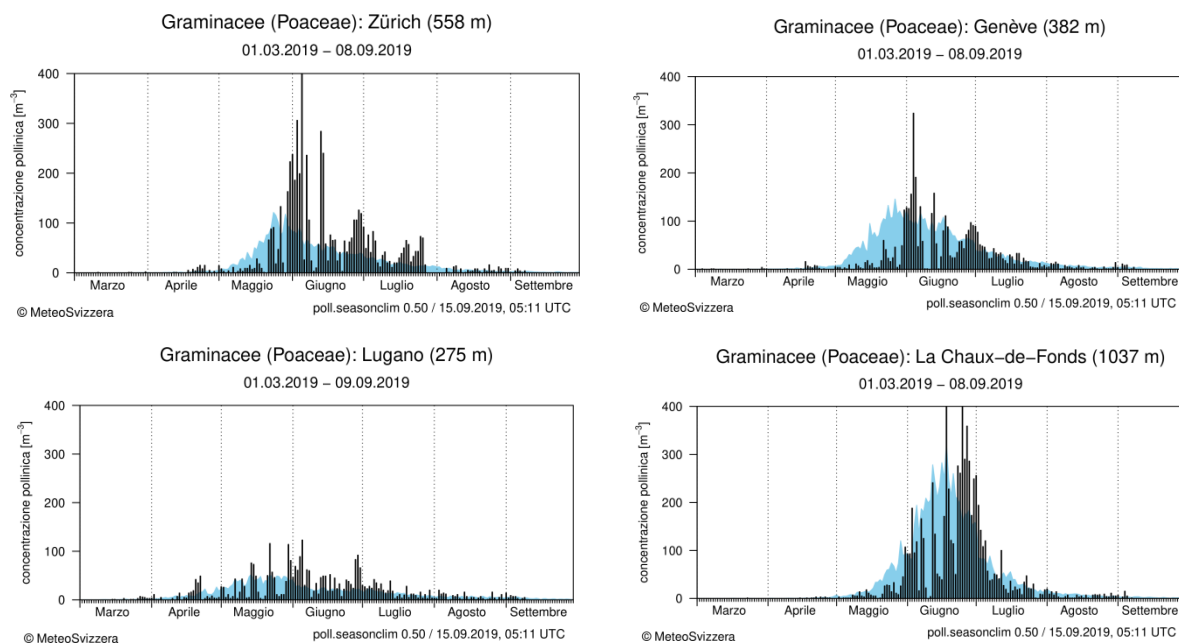 Graminacee (Poaceae): Zürich (558 m)
01.03.2019 – 08.09.2019
concentrazione pollinica [m⁻³]
400
300
200
100
0
Marzo Aprile Maggio Giugno Luglio Agosto Settembre
© MeteoSvizzera
poll.seasonclim 0.50 / 15.09.2019, 05:11 UTC
Graminacee (Poaceae): Genève (382 m)
01.03.2019 – 08.09.2019
concentrazione pollinica [m⁻³]
400
300
200
100
0
Marzo Aprile Maggio Giugno Luglio Agosto Settembre
© MeteoSvizzera
poll.seasonclim 0.50 / 15.09.2019, 05:11 UTC
Graminacee (Poaceae): Lugano (275 m)
01.03.2019 – 09.09.2019
concentrazione pollinica [m⁻³]
400
300
200
100
0
Marzo Aprile Maggio Giugno Luglio Agosto Settembre
© MeteoSvizzera
poll.seasonclim 0.50 / 15.09.2019, 05:11 UTC
Graminacee (Poaceae): La Chaux–de–Fonds (1037 m)
01.03.2019 – 08.09.2019
concentrazione pollinica [m⁻³]
400
300
200
100
0
Marzo Aprile Maggio Giugno Luglio Agosto Settembre
© MeteoSvizzera
poll.seasonclim 0.50 / 15.09.2019, 05:11 UTC